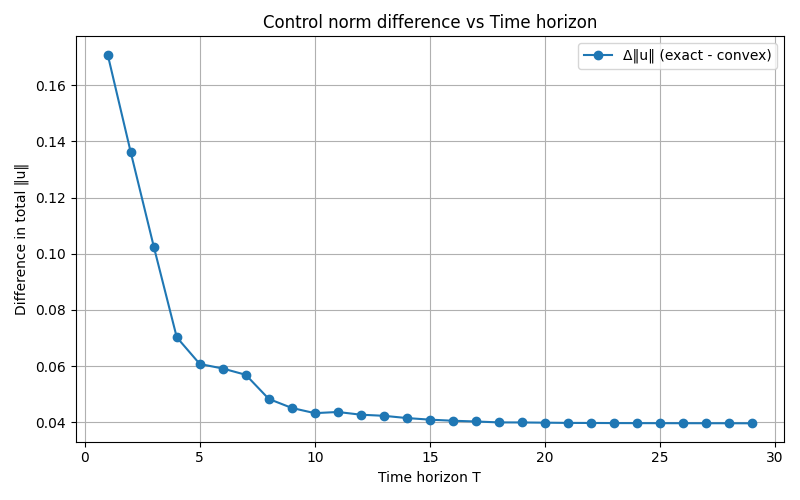 Control norm difference vs Time horizon
Δ‖u‖ (exact - convex)
Difference in total ‖u‖
0.16
0.14
0.12
0.10
0.08
0.06
0.04
0 5 10 15 20 25 30
Time horizon T